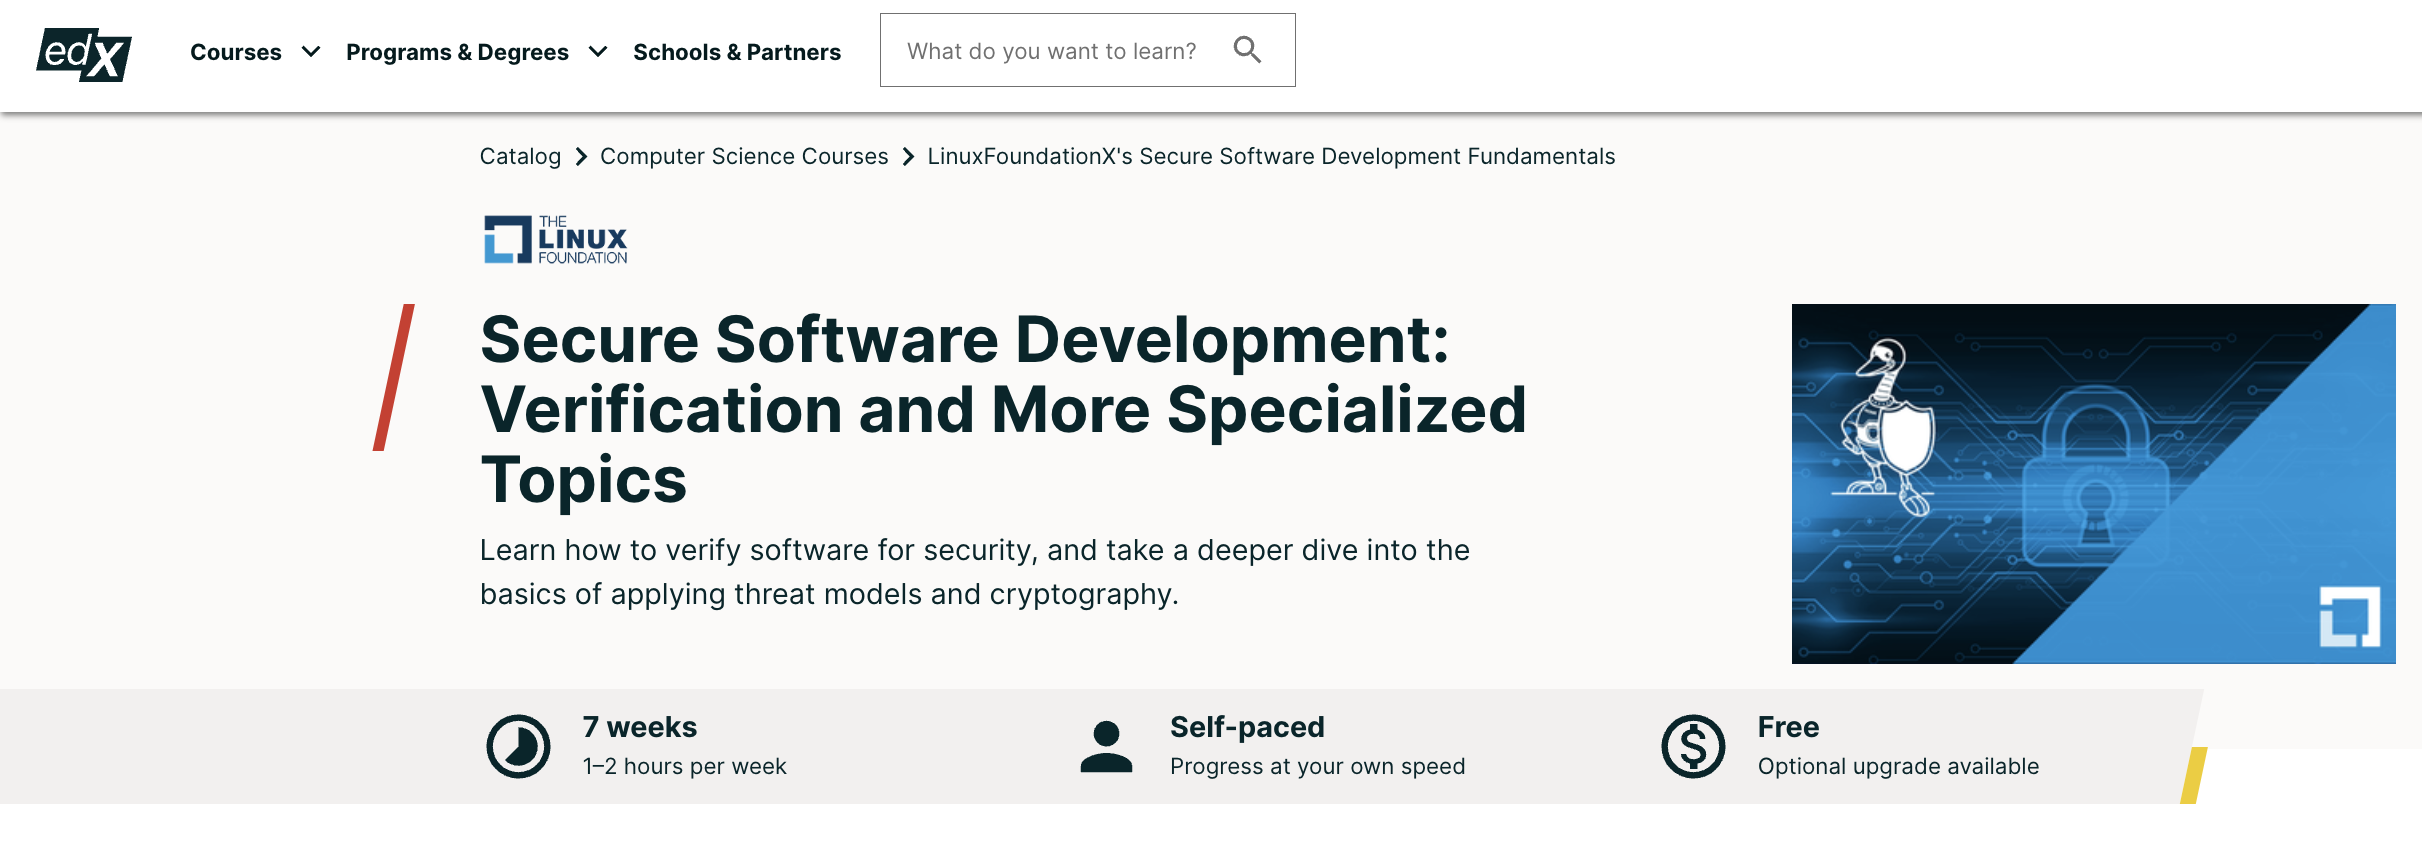 edX
Courses
Programs & Degrees
Schools & Partners
What do you want to learn?
Catalog
Computer Science Courses
LinuxFoundationX's Secure Software Development Fundamentals
THE
LINUX
FOUNDATION
Secure Software Development:
Verification and More Specialized
Topics
Learn how to verify software for security, and take a deeper dive into the
basics of applying threat models and cryptography.
7 weeks
1–2 hours per week
Self-paced
Progress at your own speed
Free
Optional upgrade available